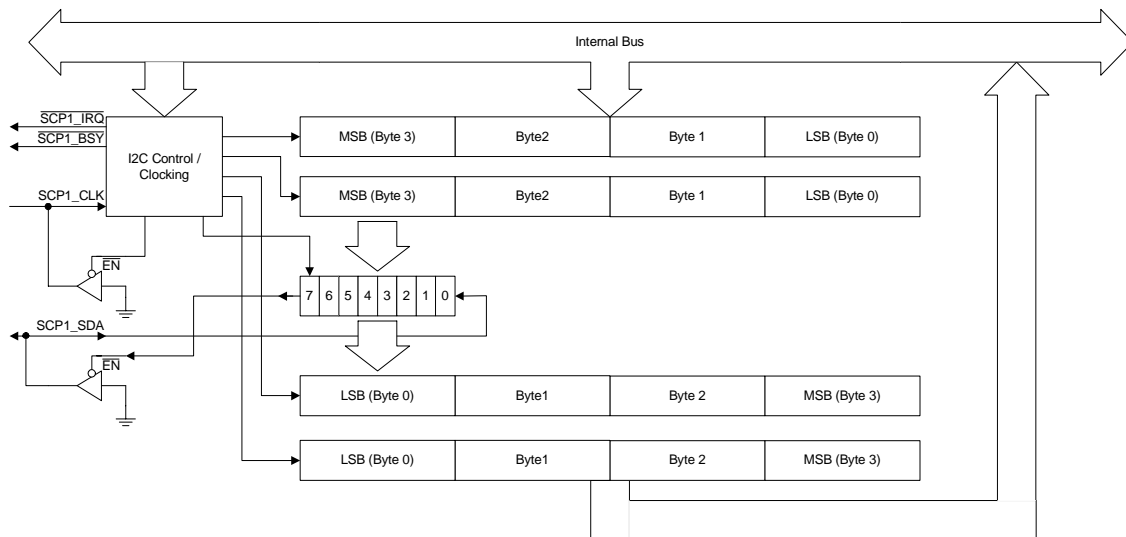 Internal Bus
SCP1_IRQ
SCP1_BSY
I2C Control /
Clocking
SCP1_CLK
EN
MSB (Byte 3) Byte2 Byte 1 LSB (Byte 0)
MSB (Byte 3) Byte2 Byte 1 LSB (Byte 0)
7 6 5 4 3 2 1 0
SCP1_SDA
EN
LSB (Byte 0) Byte1 Byte 2 MSB (Byte 3)
LSB (Byte 0) Byte1 Byte 2 MSB (Byte 3)